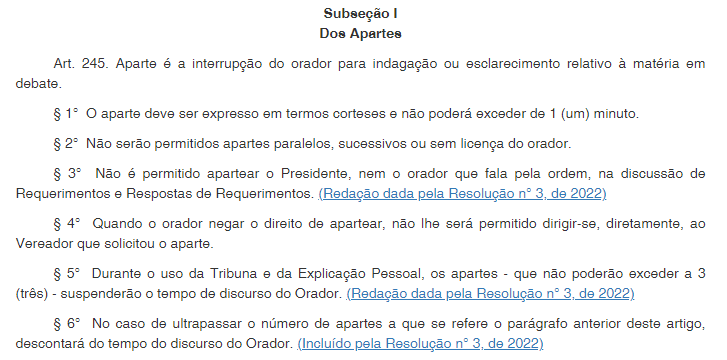 Subseção I
Dos Apartes
Art. 245. Aparte é a interrupção do orador para indagação ou esclarecimento relativo à matéria em
debate.
§ 1° O aparte deve ser expresso em termos corteses e não poderá exceder de 1 (um) minuto.
§ 2° Não serão permitidos apartes paralelos, sucessivos ou sem licença do orador.
§ 3° Não é permitido apartear o Presidente, nem o orador que fala pela ordem, na discussão de
Requerimentos e Respostas de Requerimentos. (Redação dada pela Resolução n° 3, de 2022)
§ 4° Quando o orador negar o direito de apartear, não lhe será permitido dirigir-se, diretamente, ao
Vereador que solicitou o aparte.
§ 5° Durante o uso da Tribuna e da Explicação Pessoal, os apartes - que não poderão exceder a 3
(três) - suspenderão o tempo de discurso do Orador. (Redação dada pela Resolução n° 3, de 2022)
§ 6° No caso de ultrapassar o número de apartes a que se refere o parágrafo anterior deste artigo,
descontará do tempo do discurso do Orador. (Incluído pela Resolução n° 3, de 2022)